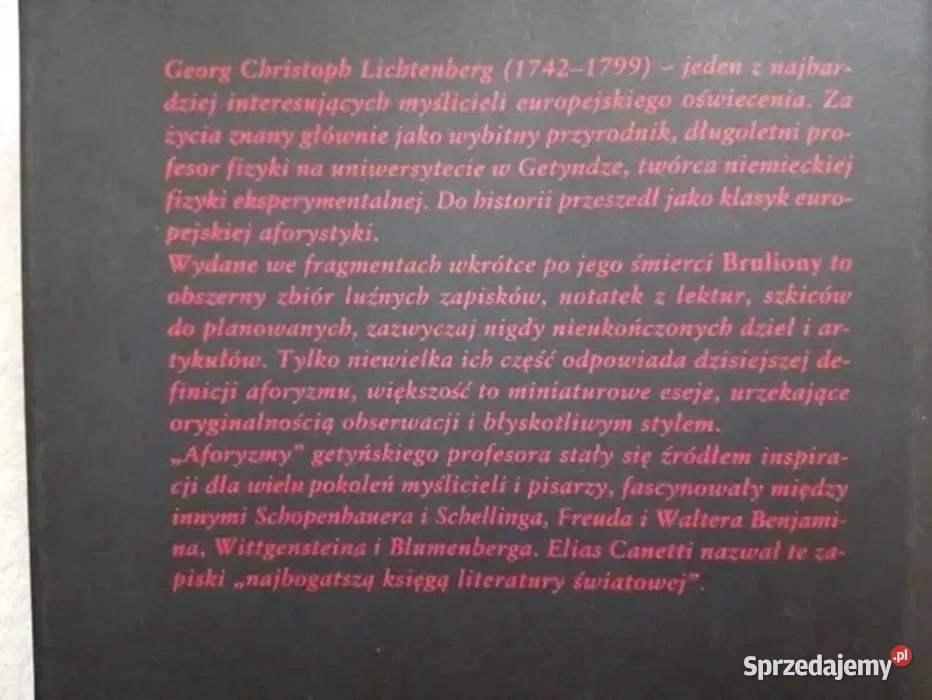 Georg Christoph Lichtenberg (1742–1799) – jeden z najbar-
dziej interesujących myślicieli europejskiego oświecenia. Za
życia znany głównie jako wybitny przyrodnik, długoletni pro-
fesor fizyki na uniwersytecie w Getyndze, twórca niemieckiej
fizyki eksperymentalnej. Do historii przeszedł jako klasyk euro-
pejskiej aforystyki.
Wydane we fragmentach wkrótce po jego śmierci Bruliony to
obszerny zbiór luźnych zapisków, notatek z lektur, szkiców
do planowanych, zazwyczaj nigdy nieukończonych dzieł i ar-
tykułów. Tylko niewielka ich część odpowiada dzisiejszej de-
finicji aforyzmu, większość to miniaturowe eseje, urzekające
oryginalnością obserwacji i błyskotliwym stylem.
„Aforyzmy” getyńskiego profesora stały się źródłem inspira-
cji dla wielu pokoleń myślicieli i pisarzy, fascynowały między
innymi Schopenhauera i Schellinga, Freuda i Waltera Benjami-
na, Wittgensteina i Blumenberga. Elias Canetti nazwał te za-
piski „najbogatszą księgą literatury światowej”.
Sprzedajemy.pl